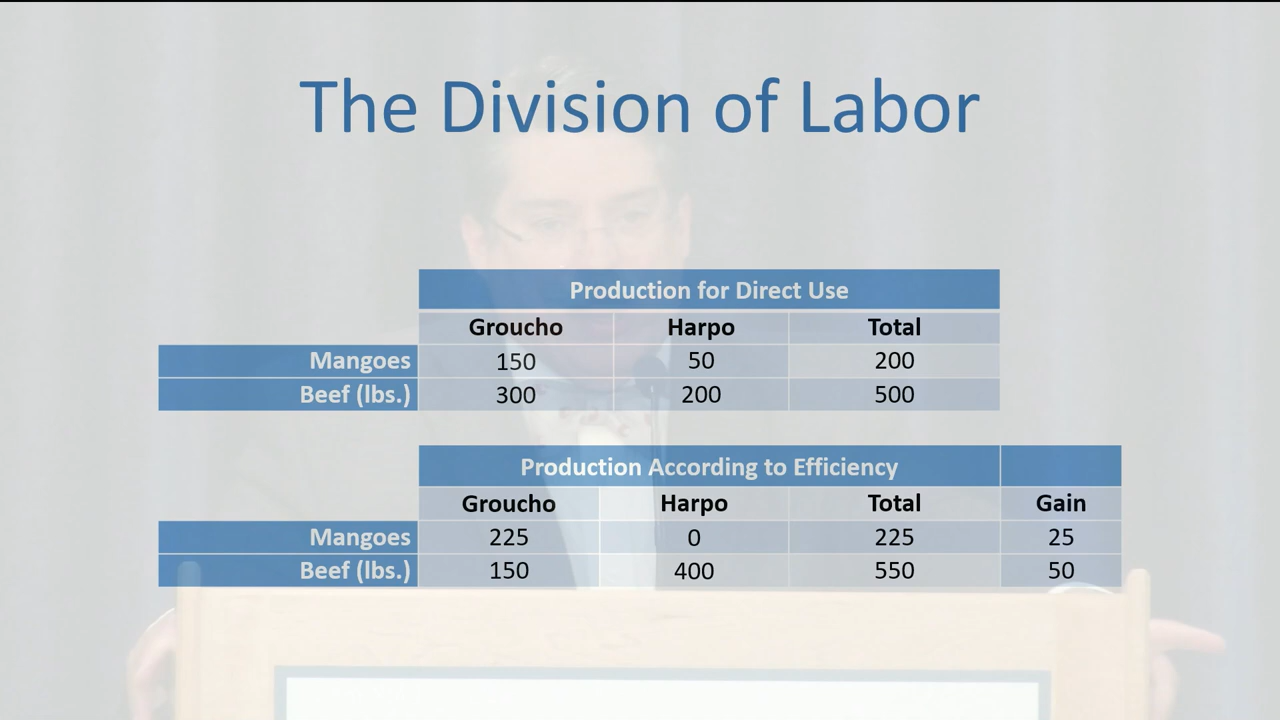 The Division of Labor
Production for Direct Use
Groucho Harpo Total
Mangoes 150 50 200
Beef (lbs.) 300 200 500
Production According to Efficiency
Groucho Harpo Total Gain
Mangoes 225 0 225 25
Beef (lbs.) 150 400 550 50